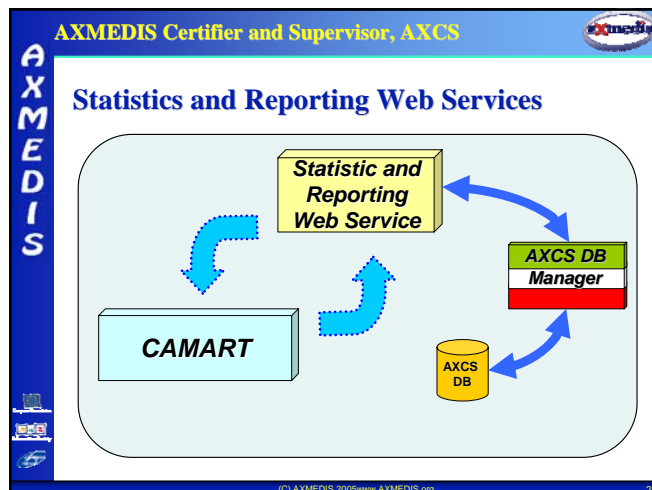 AXMEDIS Certifier and Supervisor, AXCS
axmedis
AXMEDIS
Statistics and Reporting Web Services
Statistic and
Reporting
Web Service
AXCS DB
Manager
CAMART
AXCS
DB
(C) AXMEDIS 2005www.AXMEDIS.org